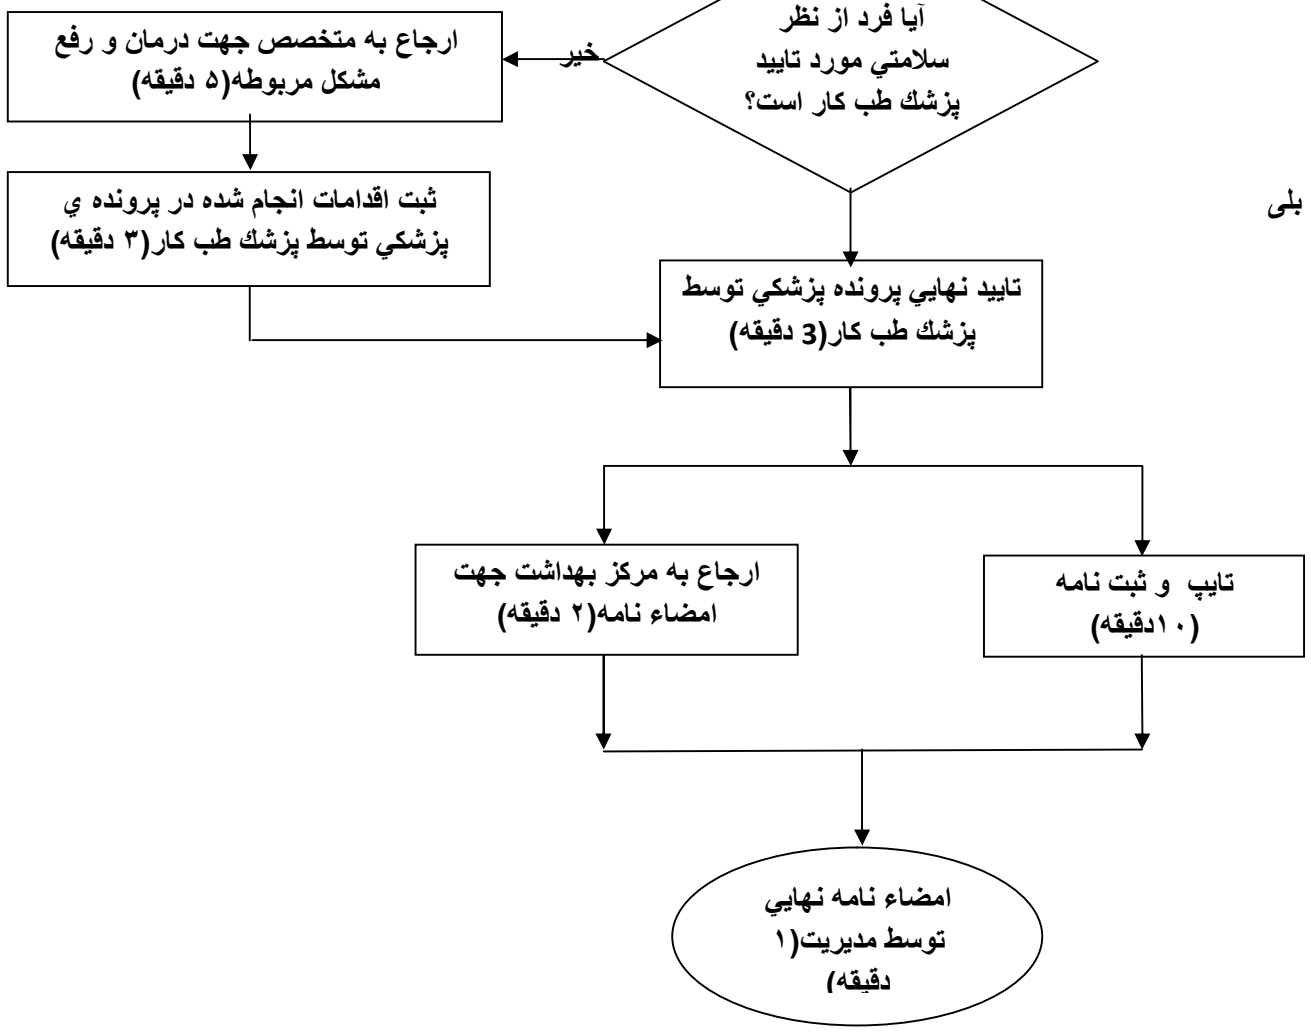 آيا فرد از نظر
سلامتي مورد تاييد
پزشك طب كار است؟
خير
ارجاع به متخصص جهت درمان و رفع
مشكل مربوطه(۵ دقيقه)
ثبت اقدامات انجام شده در پرونده ي
پزشكي توسط پزشك طب كار(۳ دقيقه)
بلی
تاييد نهايي پرونده پزشكي توسط
پزشك طب كار(3 دقيقه)
تايپ و ثبت نامه
(۱۰دقيقه)
ارجاع به مركز بهداشت جهت
امضاء نامه(۲ دقيقه)
امضاء نامه نهايي
توسط مديريت(۱
دقيقه)